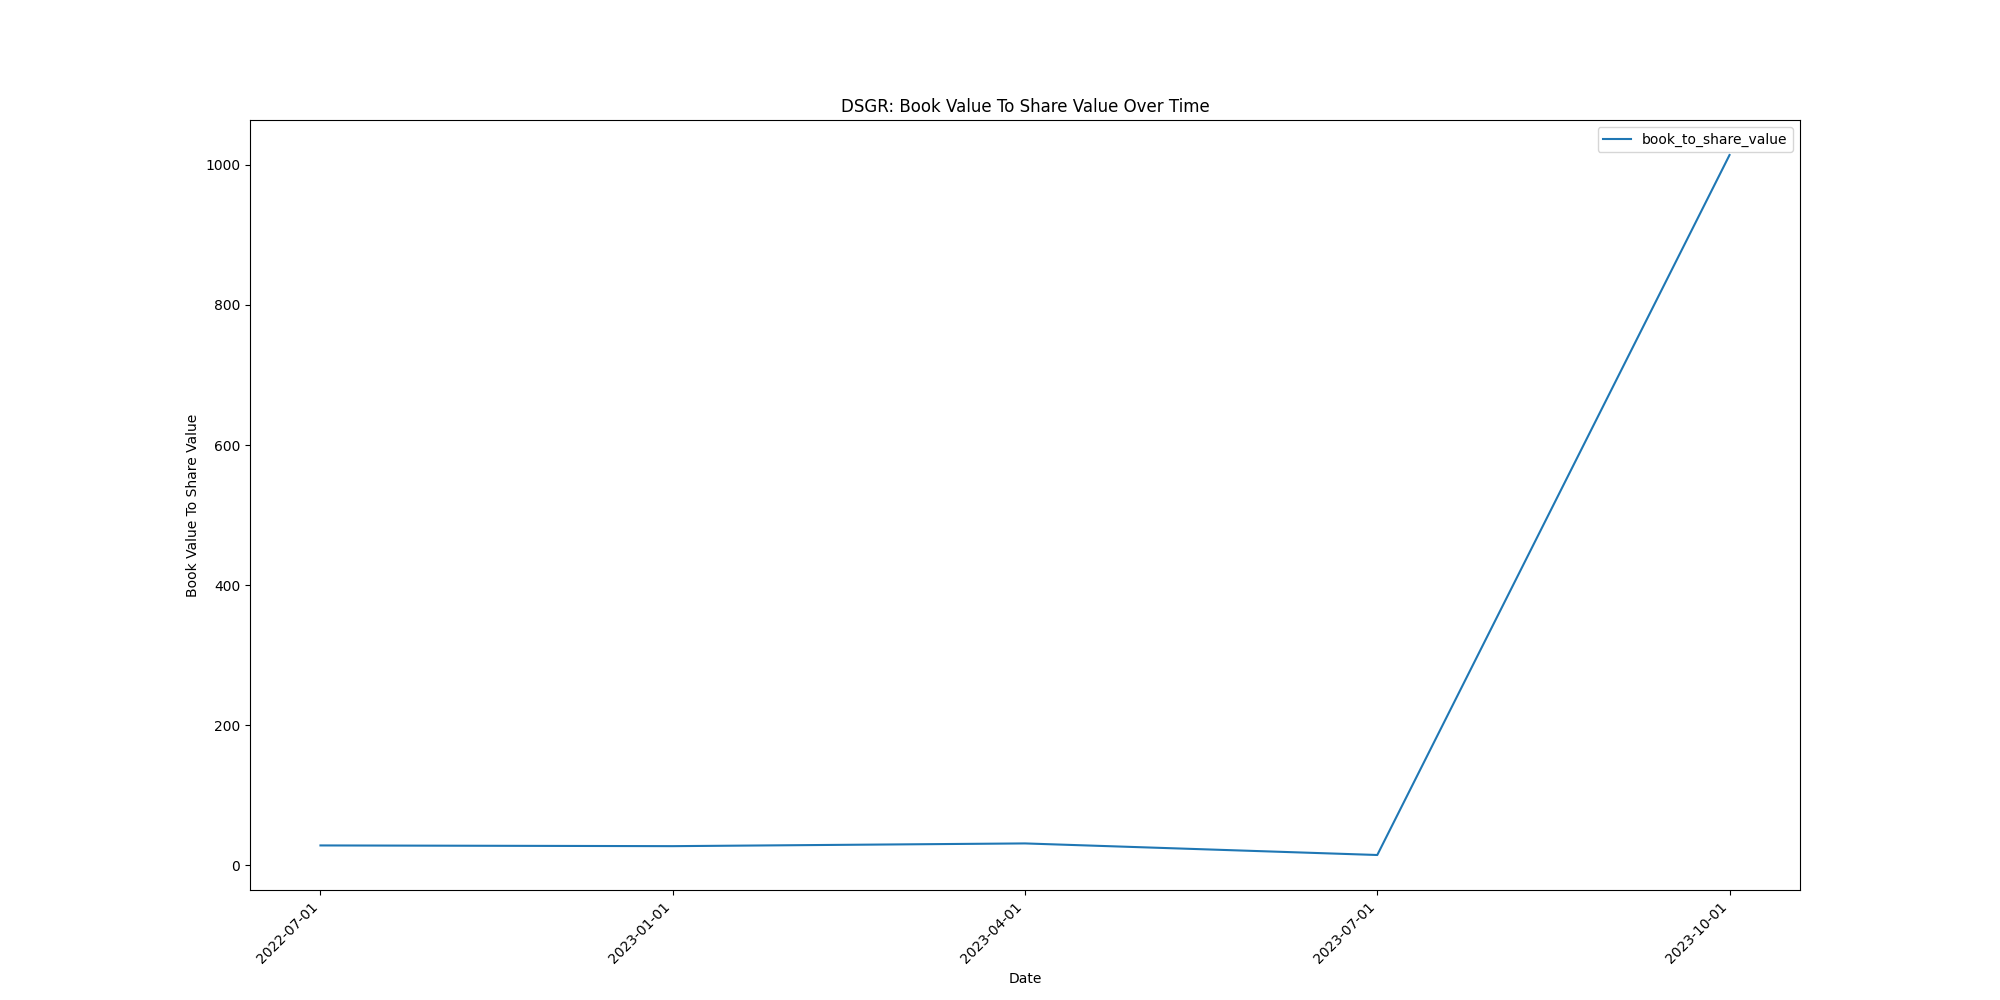 DSGR: Book Value To Share Value Over Time
book_to_share_value
Book Value To Share Value
1000
800
600
400
200
0
2022-07-01
2023-01-01
2023-04-01
2023-07-01
2023-10-01
Date